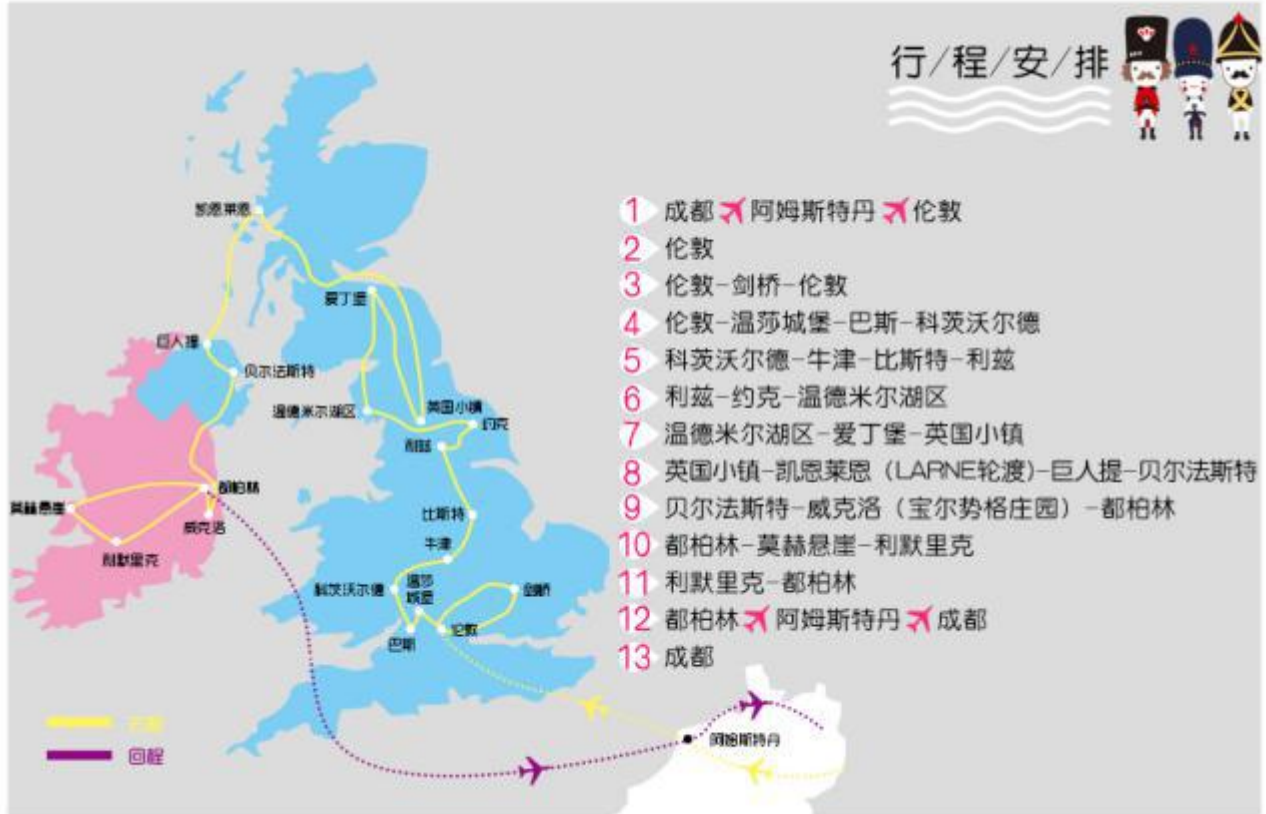 行/程/安/排
1 成都 阿姆斯特丹 伦敦
2 伦敦
3 伦敦-剑桥-伦敦
4 伦敦-温莎城堡-巴斯-科茨沃尔德
5 科茨沃尔德-牛津-比斯特-利兹
6 利兹-约克-温德米尔湖区
7 温德米尔湖区-爱丁堡-英国小镇
8 英国小镇-凯恩莱恩（LARNE轮渡）-巨人提-贝尔法斯特
9 贝尔法斯特-威克洛（宝尔势格庄园）-都柏林
10 都柏林-莫赫悬崖-利默里克
11 利默里克-都柏林
12 都柏林 阿姆斯特丹 成都
13 成都
凯恩莱恩
爱丁堡
巨人提
贝尔法斯特
温德米尔湖区
英国小镇
约克
利兹
都柏林
莫赫悬崖
威克洛
利默里克
比斯特
牛津
科茨沃尔德
温莎
城堡
剑桥
巴斯
伦敦
阿姆斯特丹
去程
回程